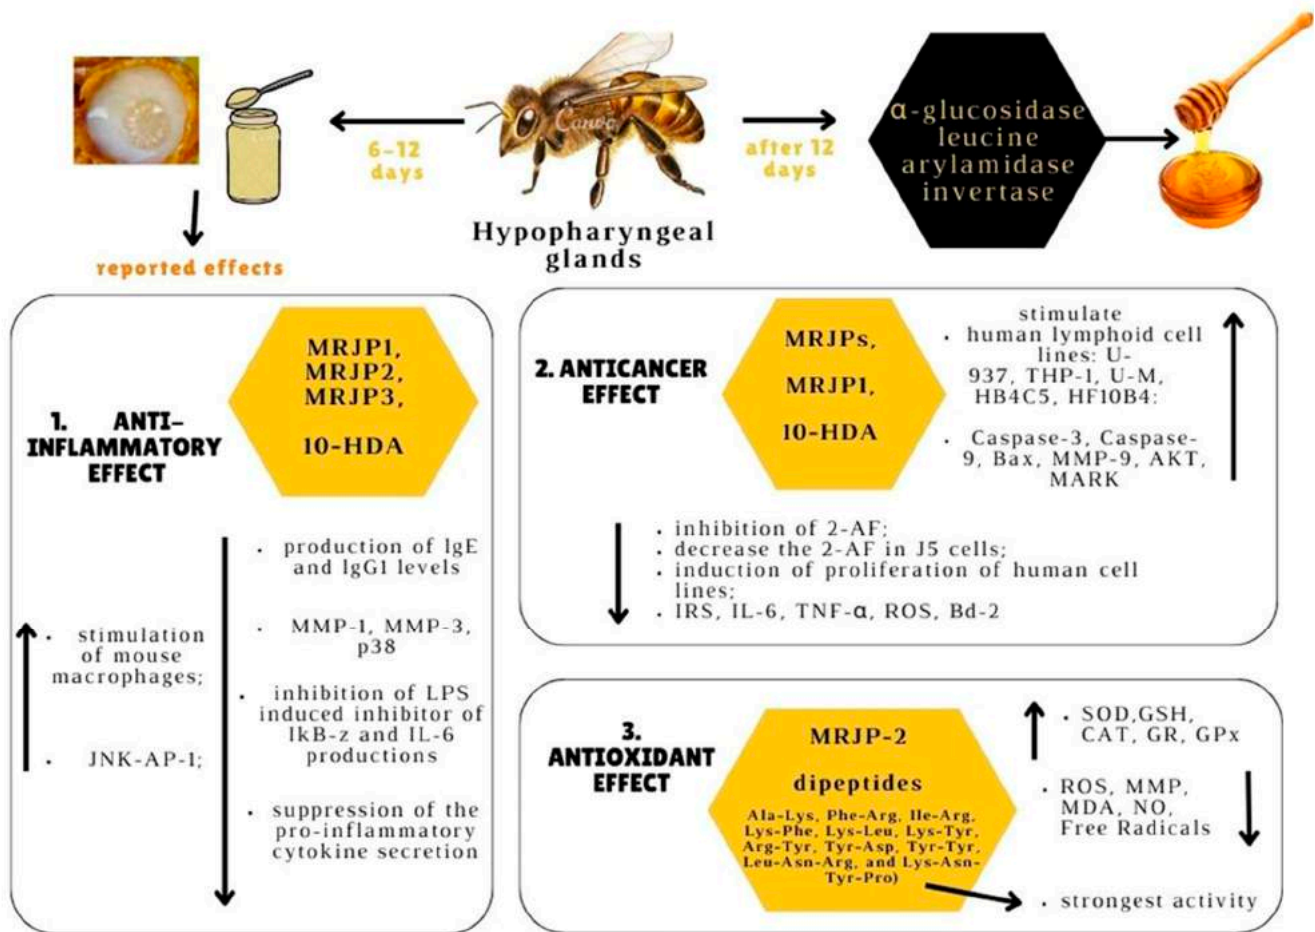 6-12
days
Canva
after 12
days
α-glucosidase
leucine
arylamidase
invertase
Hypopharyngeal
glands
reported effects
1. ANTI-
INFLAMMATORY
EFFECT
MRJP1,
MRJP2,
MRJP3,
10-HDA
• production of IgE
and IgG1 levels
• MMP-1, MMP-3,
p38
• inhibition of LPS
induced inhibitor of
IkB-z and IL-6
productions
• suppression of the
pro-inflammatory
cytokine secretion
• stimulation
of mouse
macrophages;
• JNK-AP-1;
2. ANTICANCER
EFFECT
MRJPs,
MRJP1,
10-HDA
stimulate
• human lymphoid cell
lines: U-
937, THP-1, U-M,
HB4C5, HF10B4:
• Caspase-3, Caspase-
9, Bax, MMP-9, AKT,
MARK
• inhibition of 2-AF;
• decrease the 2-AF in J5 cells;
• induction of proliferation of human cell
lines;
• IRS, IL-6, TNF-α, ROS, Bd-2
3.
ANTIOXIDANT
EFFECT
MRJP-2
dipeptides
Ala-Lys, Phe-Arg, Ile-Arg,
Lys-Phe, Lys-Leu, Lys-Tyr,
Arg-Tyr, Tyr-Asp, Tyr-Tyr,
Leu-Asn-Arg, and Lys-Asn-
Tyr-Pro)
• SOD,GSH,
CAT, GR, GPx
• ROS, MMP,
MDA, NO,
Free Radicals
• strongest activity